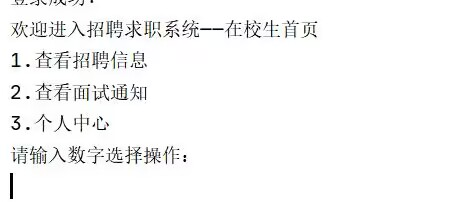 欢迎进入招聘求职系统——在校生首页
1.查看招聘信息
2.查看面试通知
3.个人中心
请输入数字选择操作：